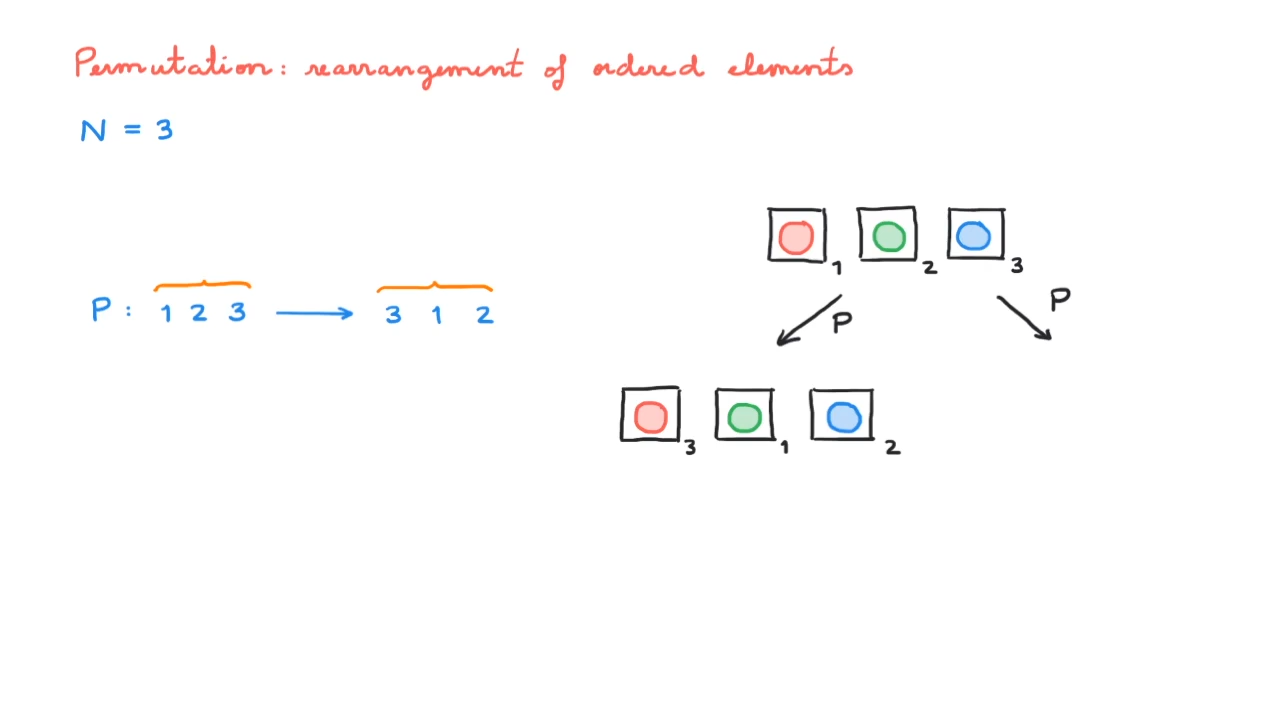 Permutation: rearrangement of ordered elements
N = 3
1 2 3
P: 1 2 3 → 3 1 2
P P
3 1 2